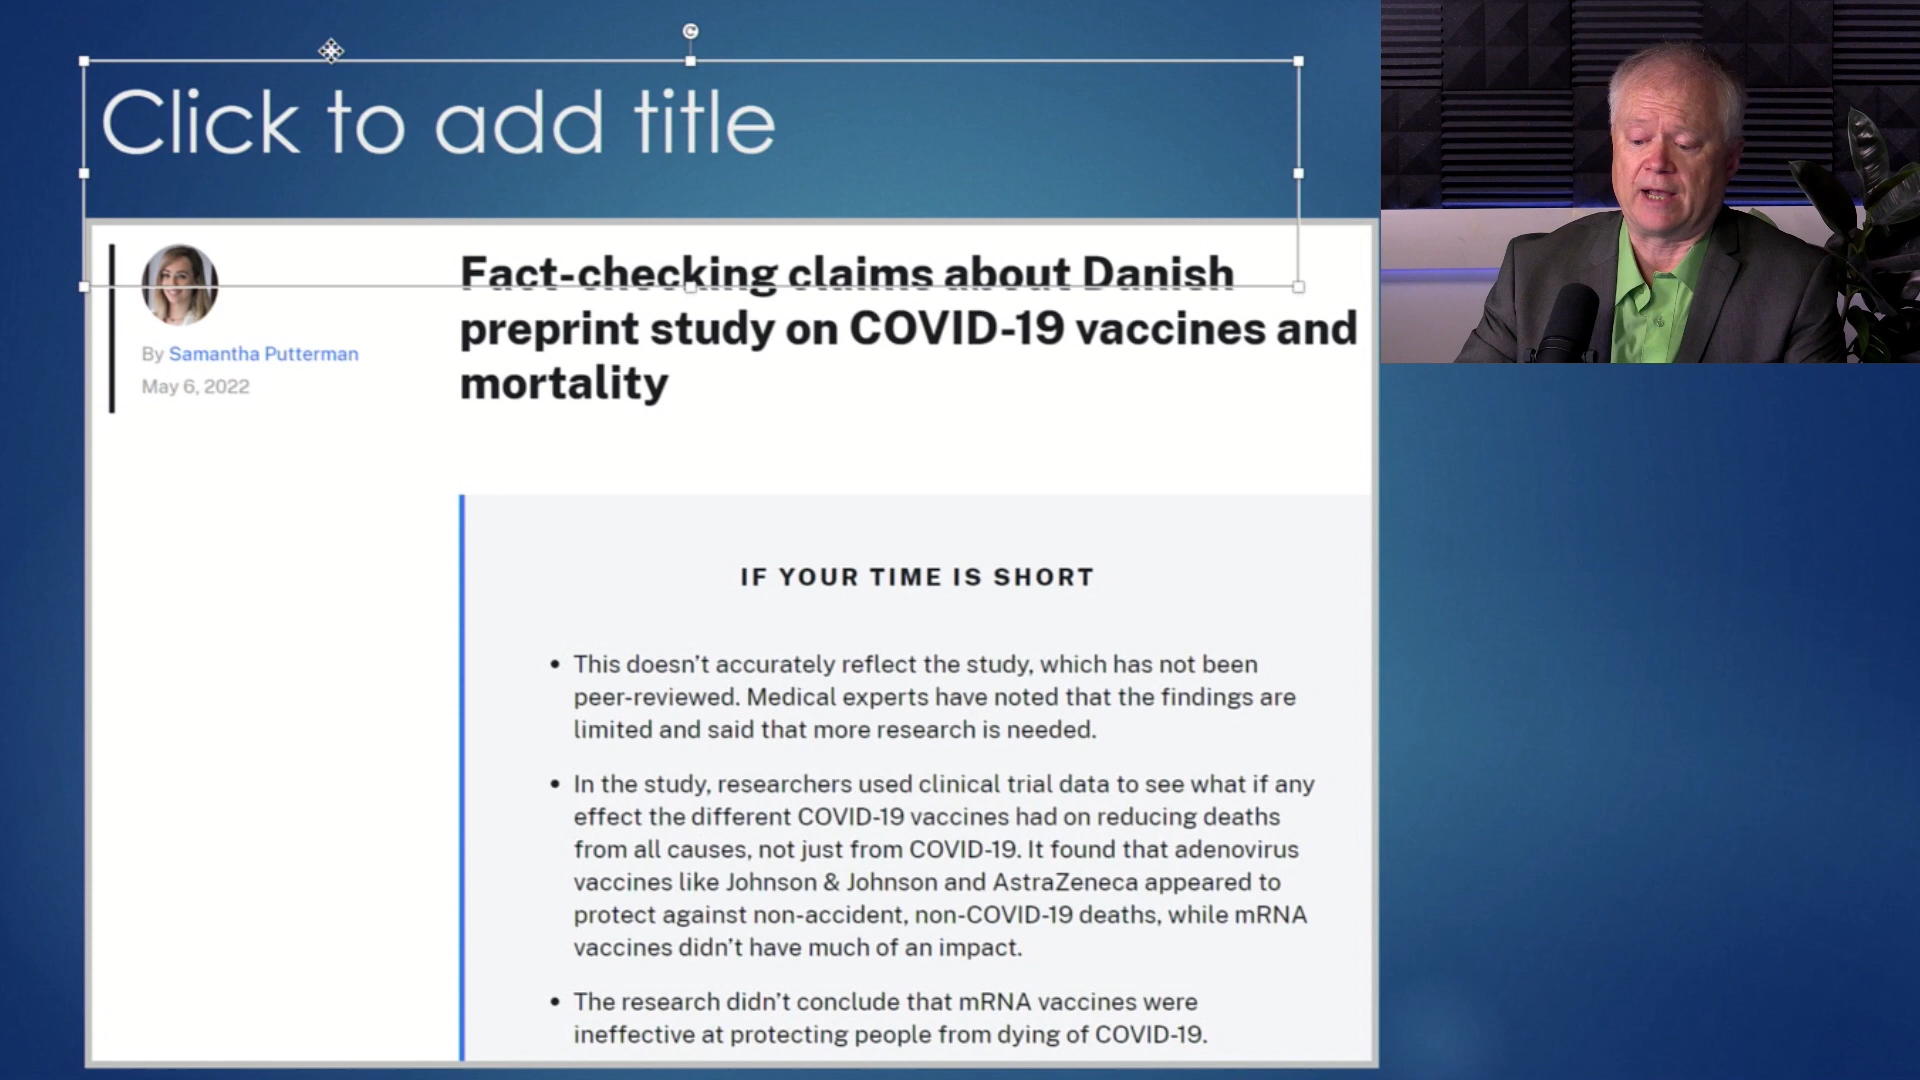 Click to add title
Fact-checking claims about Danish
preprint study on COVID-19 vaccines and
mortality
By Samantha Putterman
May 6, 2022
IF YOUR TIME IS SHORT
• This doesn’t accurately reflect the study, which has not been
peer-reviewed. Medical experts have noted that the findings are
limited and said that more research is needed.
• In the study, researchers used clinical trial data to see what if any
effect the different COVID-19 vaccines had on reducing deaths
from all causes, not just from COVID-19. It found that adenovirus
vaccines like Johnson & Johnson and AstraZeneca appeared to
protect against non-accident, non-COVID-19 deaths, while mRNA
vaccines didn’t have much of an impact.
• The research didn’t conclude that mRNA vaccines were
ineffective at protecting people from dying of COVID-19.